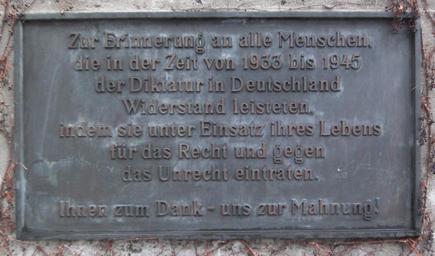 Zur Erinnerung an alle Menschen,
die in der Zeit von 1933 bis 1945
der Diktatur in Deutschland
Widerstand leisteten,
indem sie unter Einsatz ihres Lebens
für das Recht und gegen
das Unrecht eintraten.
Ihnen zum Dank - uns zur Mahnung!